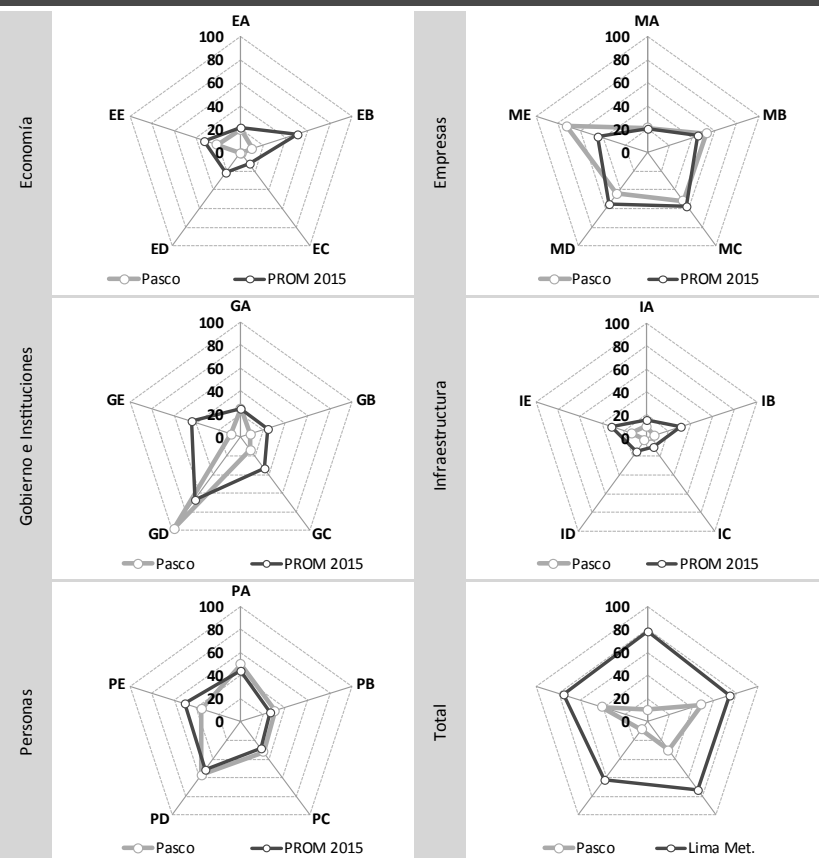 Economía
EA
100
80
60
40
20
0
EB
EC
ED
EE
Pasco
PROM 2015
Empresas
MA
100
80
60
40
20
0
MB
MC
MD
ME
Pasco
PROM 2015
Gobierno e Instituciones
GA
100
80
60
40
20
0
GB
GC
GD
GE
Pasco
PROM 2015
Infraestructura
IA
100
80
60
40
20
0
IB
IC
ID
IE
Pasco
PROM 2015
Personas
PA
100
80
60
40
20
0
PB
PC
PD
PE
Pasco
PROM 2015
Total
100
80
60
40
20
0
Pasco
Lima Met.